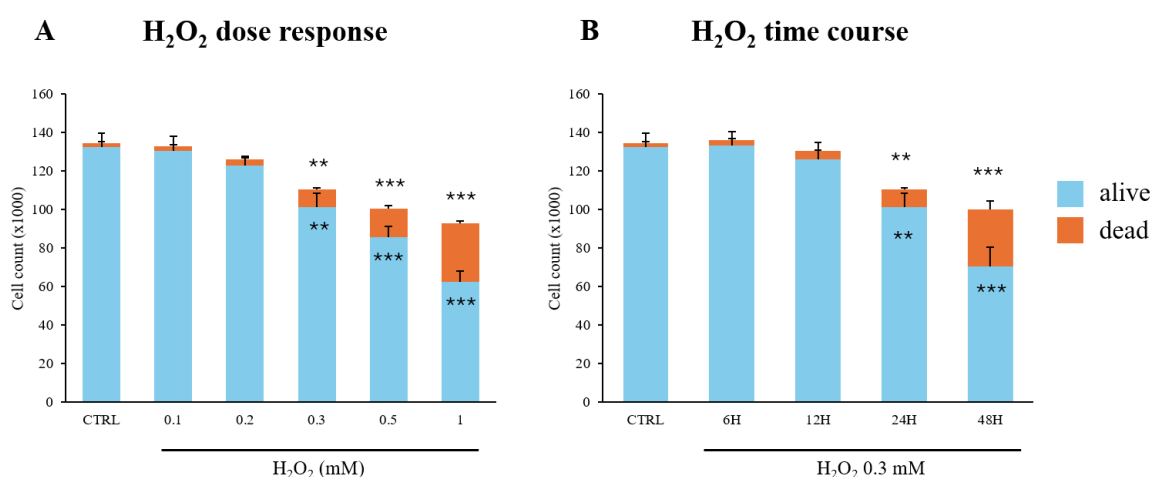 A H₂O₂ dose response
160
140
120
100
80
60
40
20
0
Cell count (x1000)
** *** ***
** *** ***
CTRL 0.1 0.2 0.3 0.5 1
H₂O₂ (mM)
B H₂O₂ time course
160
140
120
100
80
60
40
20
0
Cell count (x1000)
** ***
** ***
CTRL 6H 12H 24H 48H
H₂O₂ 0.3 mM
alive
dead